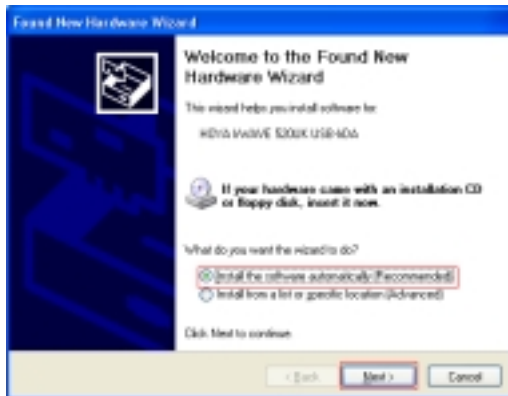 Found New Hardware Wizard
Welcome to the Found New
Hardware Wizard
This wizard helps you install software for:
USB-IrDA
If your hardware came with an installation CD
or floppy disk, insert it now.
What do you want the wizard to do?
Install the software automatically (Recommended)
Install from a list or specific location (Advanced)
Click Next to continue.
< Back
Next >
Cancel